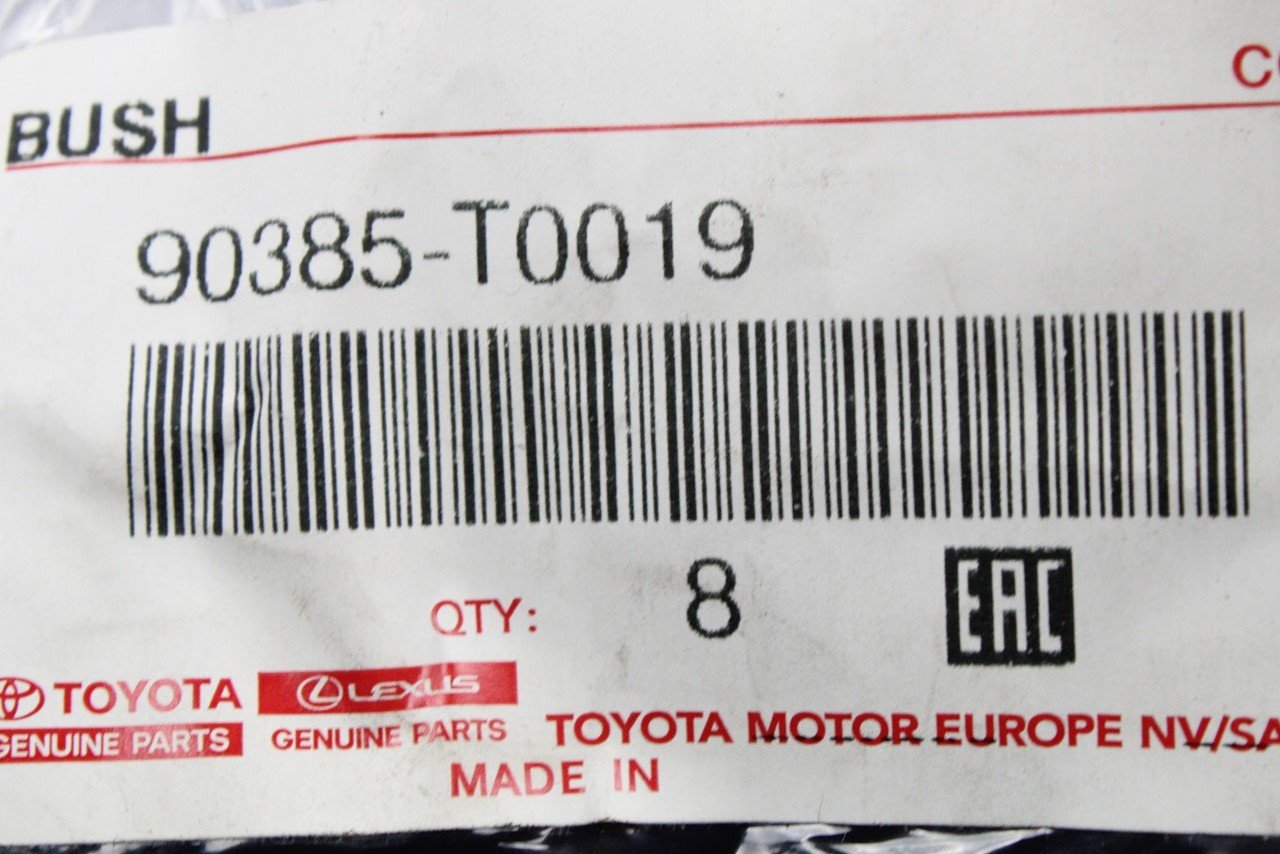 CO
BUSH
90385-T0019
QTY: 8
EAC
TOYOTA
GENUINE PARTS
LEXUS
GENUINE PARTS
TOYOTA MOTOR EUROPE NV/SA
MADE IN